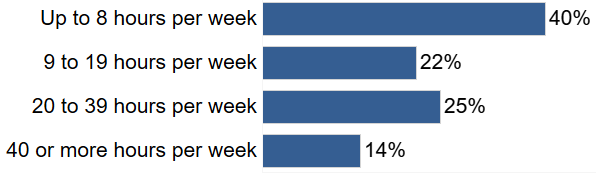 Up to 8 hours per week 40%
9 to 19 hours per week 22%
20 to 39 hours per week 25%
40 or more hours per week 14%